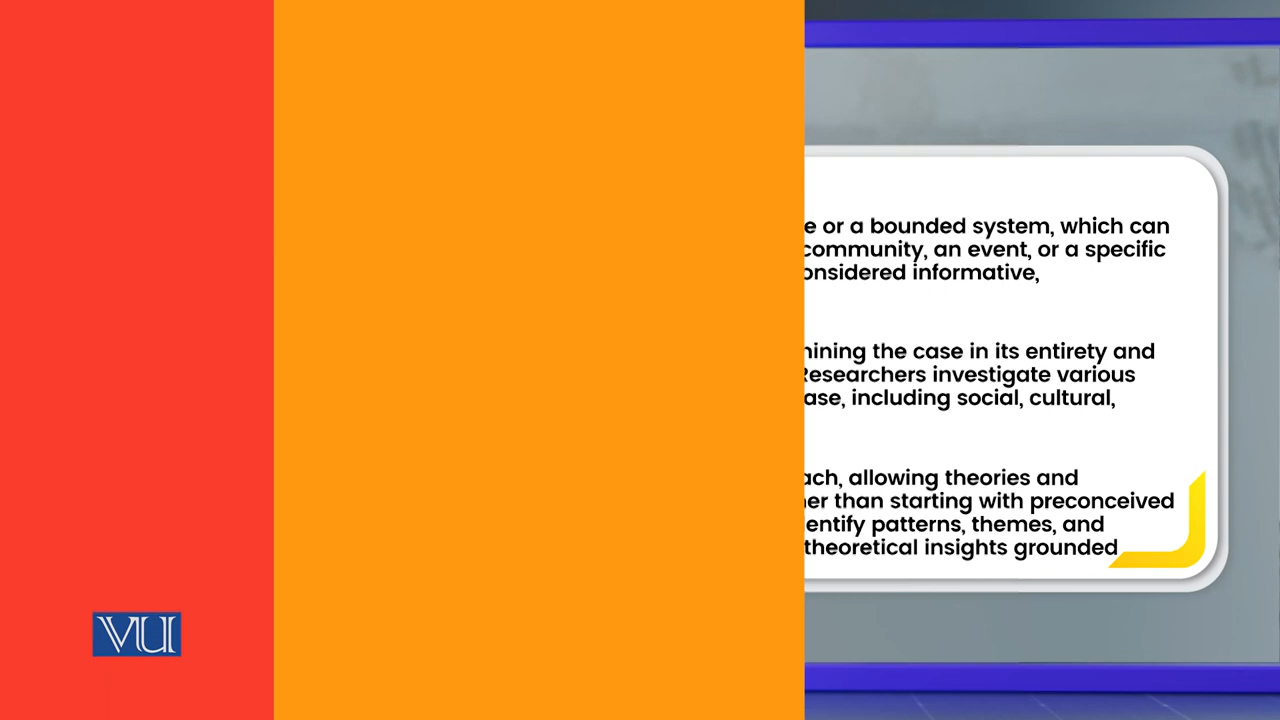 e or a bounded system, which can
community, an event, or a specific
onsidered informative,
ining the case in its entirety and
Researchers investigate various
ase, including social, cultural,
ach, allowing theories and
er than starting with preconceived
entify patterns, themes, and
theoretical insights grounded
VU